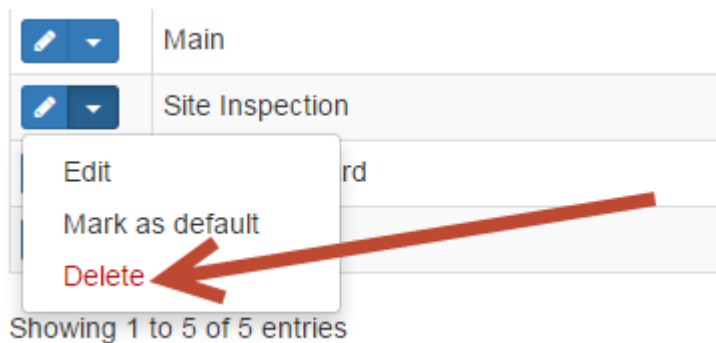 Main
Site Inspection
Edit
rd
Mark as default
Delete
Showing 1 to 5 of 5 entries